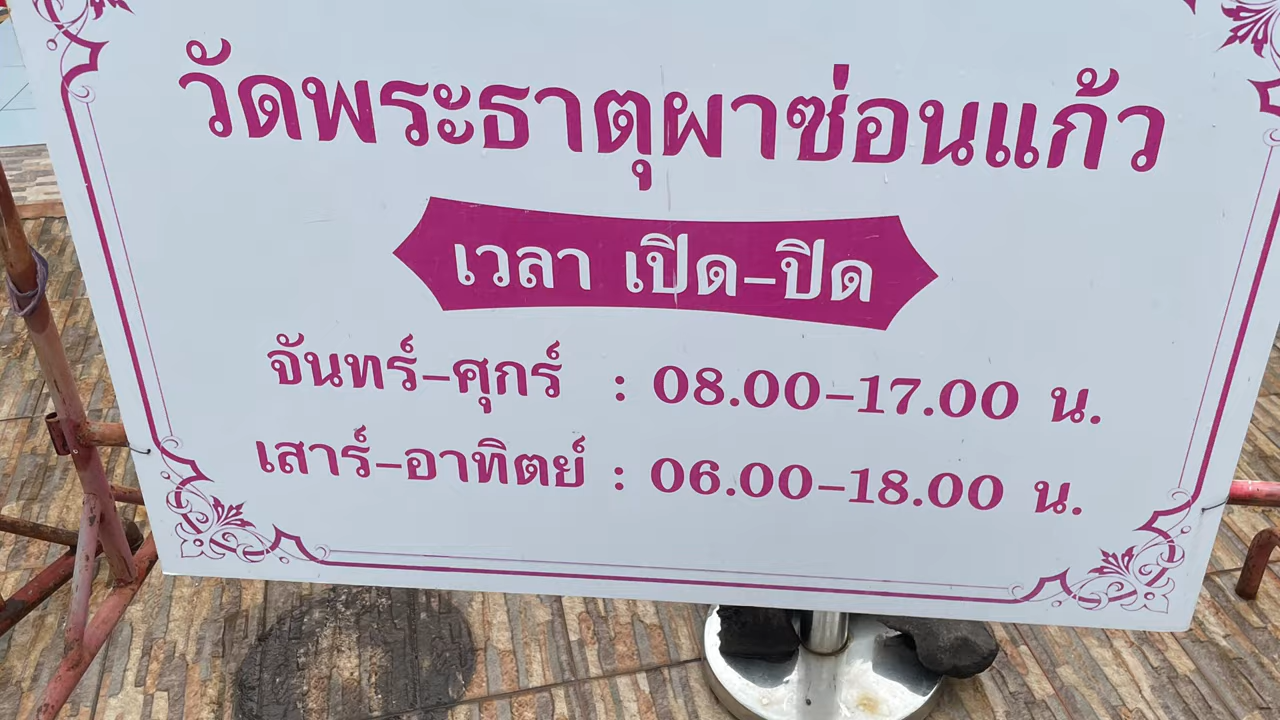 วัดพระธาตุผาซ่อนแก้ว
เวลา เปิด-ปิด
จันทร์-ศุกร์ : 08.00-17.00 น.
เสาร์-อาทิตย์ : 06.00-18.00 น.